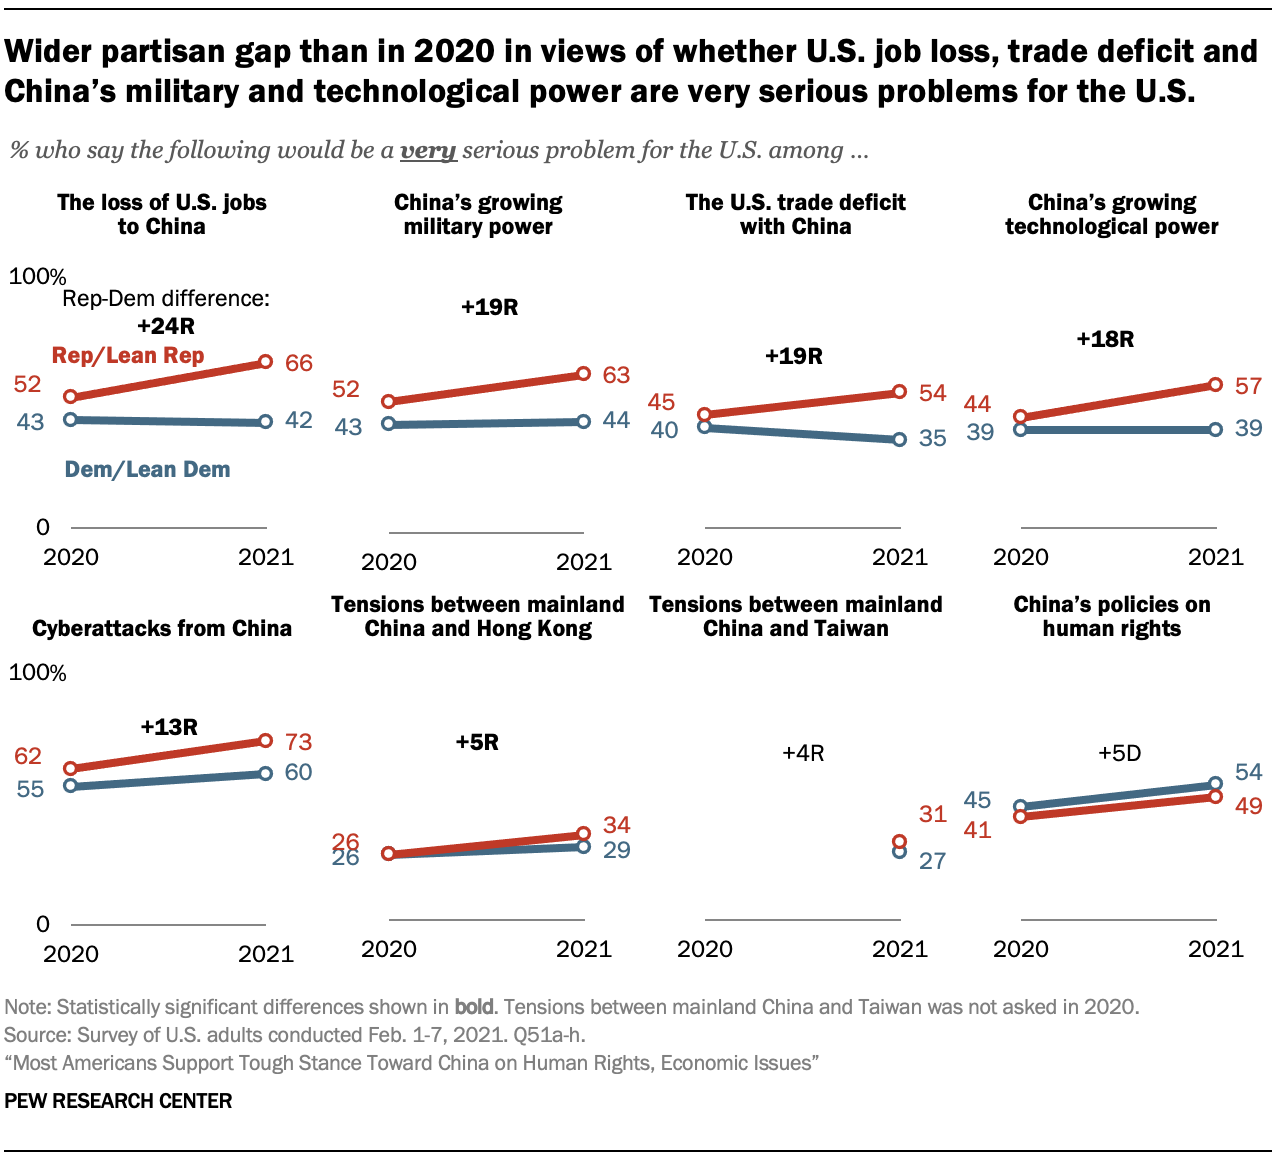 Wider partisan gap than in 2020 in views of whether U.S. job loss, trade deficit and
China's military and technological power are very serious problems for the U.S.
% who say the following would be a very serious problem for the U.S. among ...
The loss of U.S. jobs
to China
100%
Rep-Dem difference:
+24R
Rep/Lean Rep
52
66
43
42
Dem/Lean Dem
0
2020 2021
China's growing
military power
+19R
52
63
43
44
2020 2021
The U.S. trade deficit
with China
+19R
45
54
40
35
2020 2021
China's growing
technological power
+18R
44
57
39
39
2020 2021
Cyberattacks from China
100%
+13R
62
73
55
60
0
2020 2021
Tensions between mainland
China and Hong Kong
+5R
26
34
26
29
2020 2021
Tensions between mainland
China and Taiwan
+4R
31
27
2020 2021
China's policies on
human rights
+5D
45
54
41
49
2020 2021
Note: Statistically significant differences shown in bold. Tensions between mainland China and Taiwan was not asked in 2020.
Source: Survey of U.S. adults conducted Feb. 1-7, 2021. Q51a-h.
“Most Americans Support Tough Stance Toward China on Human Rights, Economic Issues”
PEW RESEARCH CENTER